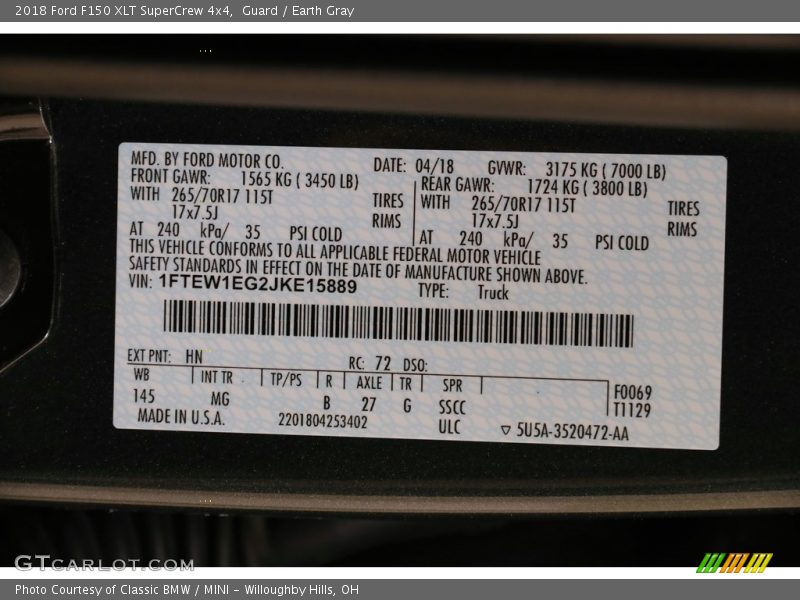 2018 Ford F150 XLT SuperCrew 4x4,  Guard / Earth Gray
MFD. BY FORD MOTOR CO. DATE: 04/18 GVWR: 3175 KG ( 7000 LB)
FRONT GAWR: 1565 KG ( 3450 LB) REAR GAWR: 1724 KG ( 3800 LB)
WITH 265/70R17 115T TIRES WITH 265/70R17 115T TIRES
17x7.5J RIMS 17x7.5J RIMS
AT 240 kPa/ 35 PSI COLD AT 240 kPa/ 35 PSI COLD
THIS VEHICLE CONFORMS TO ALL APPLICABLE FEDERAL MOTOR VEHICLE
SAFETY STANDARDS IN EFFECT ON THE DATE OF MANUFACTURE SHOWN ABOVE.
VIN: 1FTEW1EG2JKE15889 TYPE: Truck
EXT PNT: HN RC: 72 DSO:
WB INT TR TP/PS R AXLE TR SPR F0069
145 MG B 27 G SSCC T1129
MADE IN U.S.A. 2201804253402 ULC ▽ 5U5A-3520472-AA
GTCARLOT.COM
Photo Courtesy of Classic BMW / MINI - Willoughby Hills, OH